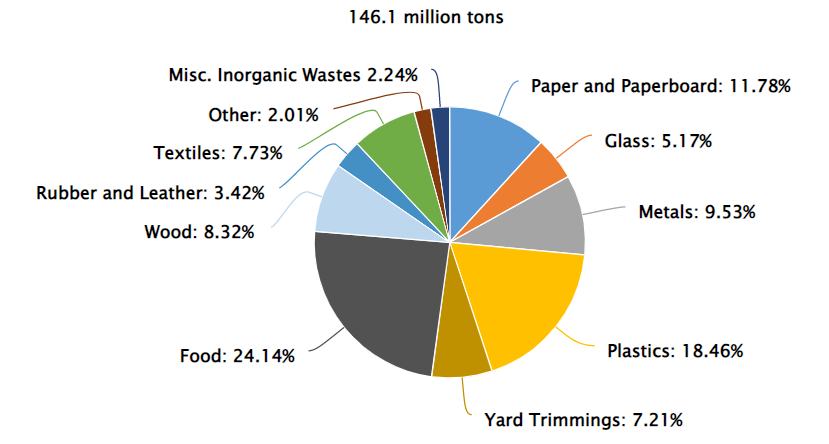 146.1 million tons
Misc. Inorganic Wastes 2.24%
Paper and Paperboard: 11.78%
Other: 2.01%
Glass: 5.17%
Textiles: 7.73%
Rubber and Leather: 3.42%
Metals: 9.53%
Wood: 8.32%
Plastics: 18.46%
Food: 24.14%
Yard Trimmings: 7.21%